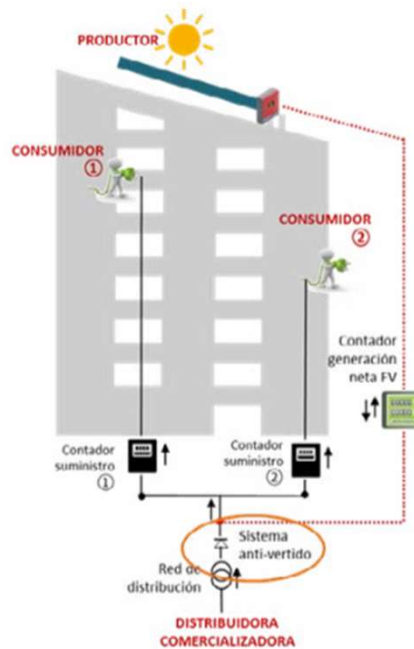 PRODUCTOR
CONSUMIDOR
①
CONSUMIDOR
②
Contador
generación
neta FV
Contador
suministro
①
Contador
suministro
②
Sistema
anti-vertido
Red de
distribución
DISTRIBUIDORA
COMERCIALIZADORA